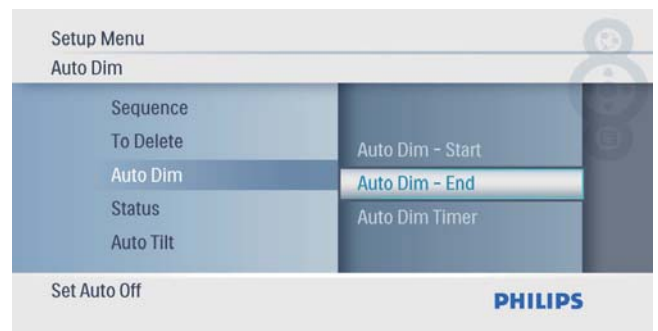 Setup Menu
Auto Dim
Sequence
To Delete
Auto Dim
Status
Auto Tilt
Auto Dim - Start
Auto Dim - End
Auto Dim Timer
Set Auto Off
PHILIPS